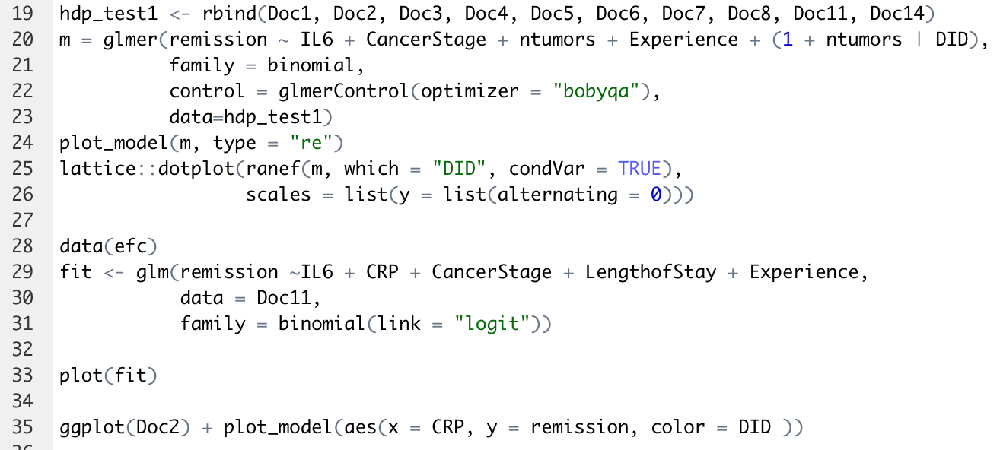 19 hdp_test1 <- rbind(Doc1, Doc2, Doc3, Doc4, Doc5, Doc6, Doc7, Doc8, Doc11, Doc14)
20 m = glmer(remission ~ IL6 + CancerStage + ntumors + Experience + (1 + ntumors | DID),
21           family = binomial,
22           control = glmerControl(optimizer = "bobyqa"),
23           data=hdp_test1)
24 plot_model(m, type = "re")
25 lattice::dotplot(ranef(m, which = "DID", condVar = TRUE),
26                  scales = list(y = list(alternating = 0)))
27
28 data(efc)
29 fit <- glm(remission ~IL6 + CRP + CancerStage + LengthofStay + Experience,
30            data = Doc11,
31            family = binomial(link = "logit"))
32
33 plot(fit)
34
35 ggplot(Doc2) + plot_model(aes(x = CRP, y = remission, color = DID ))